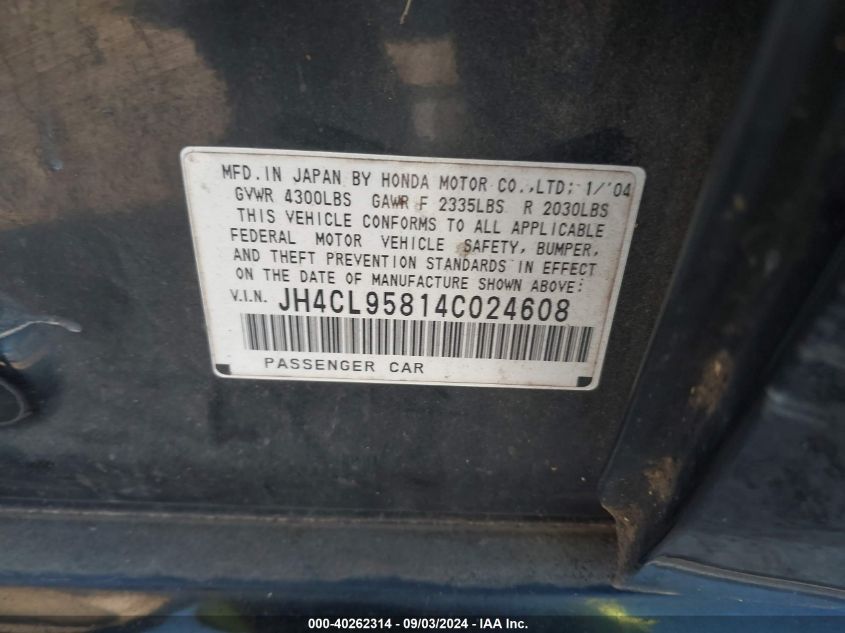 MFD.IN JAPAN BY HONDA MOTOR CO.,LTD: 1/'04
GVWR 4300LBS GAWR F 2335LBS R 2030LBS
THIS VEHICLE CONFORMS TO ALL APPLICABLE
FEDERAL MOTOR VEHICLE SAFETY, BUMPER,
AND THEFT PREVENTION STANDARDS IN EFFECT
ON THE DATE OF MANUFACTURE SHOWN ABOVE:
V.I.N. JH4CL95814C024608
PASSENGER CAR
000-40262314 - 09/03/2024 - IAA Inc.